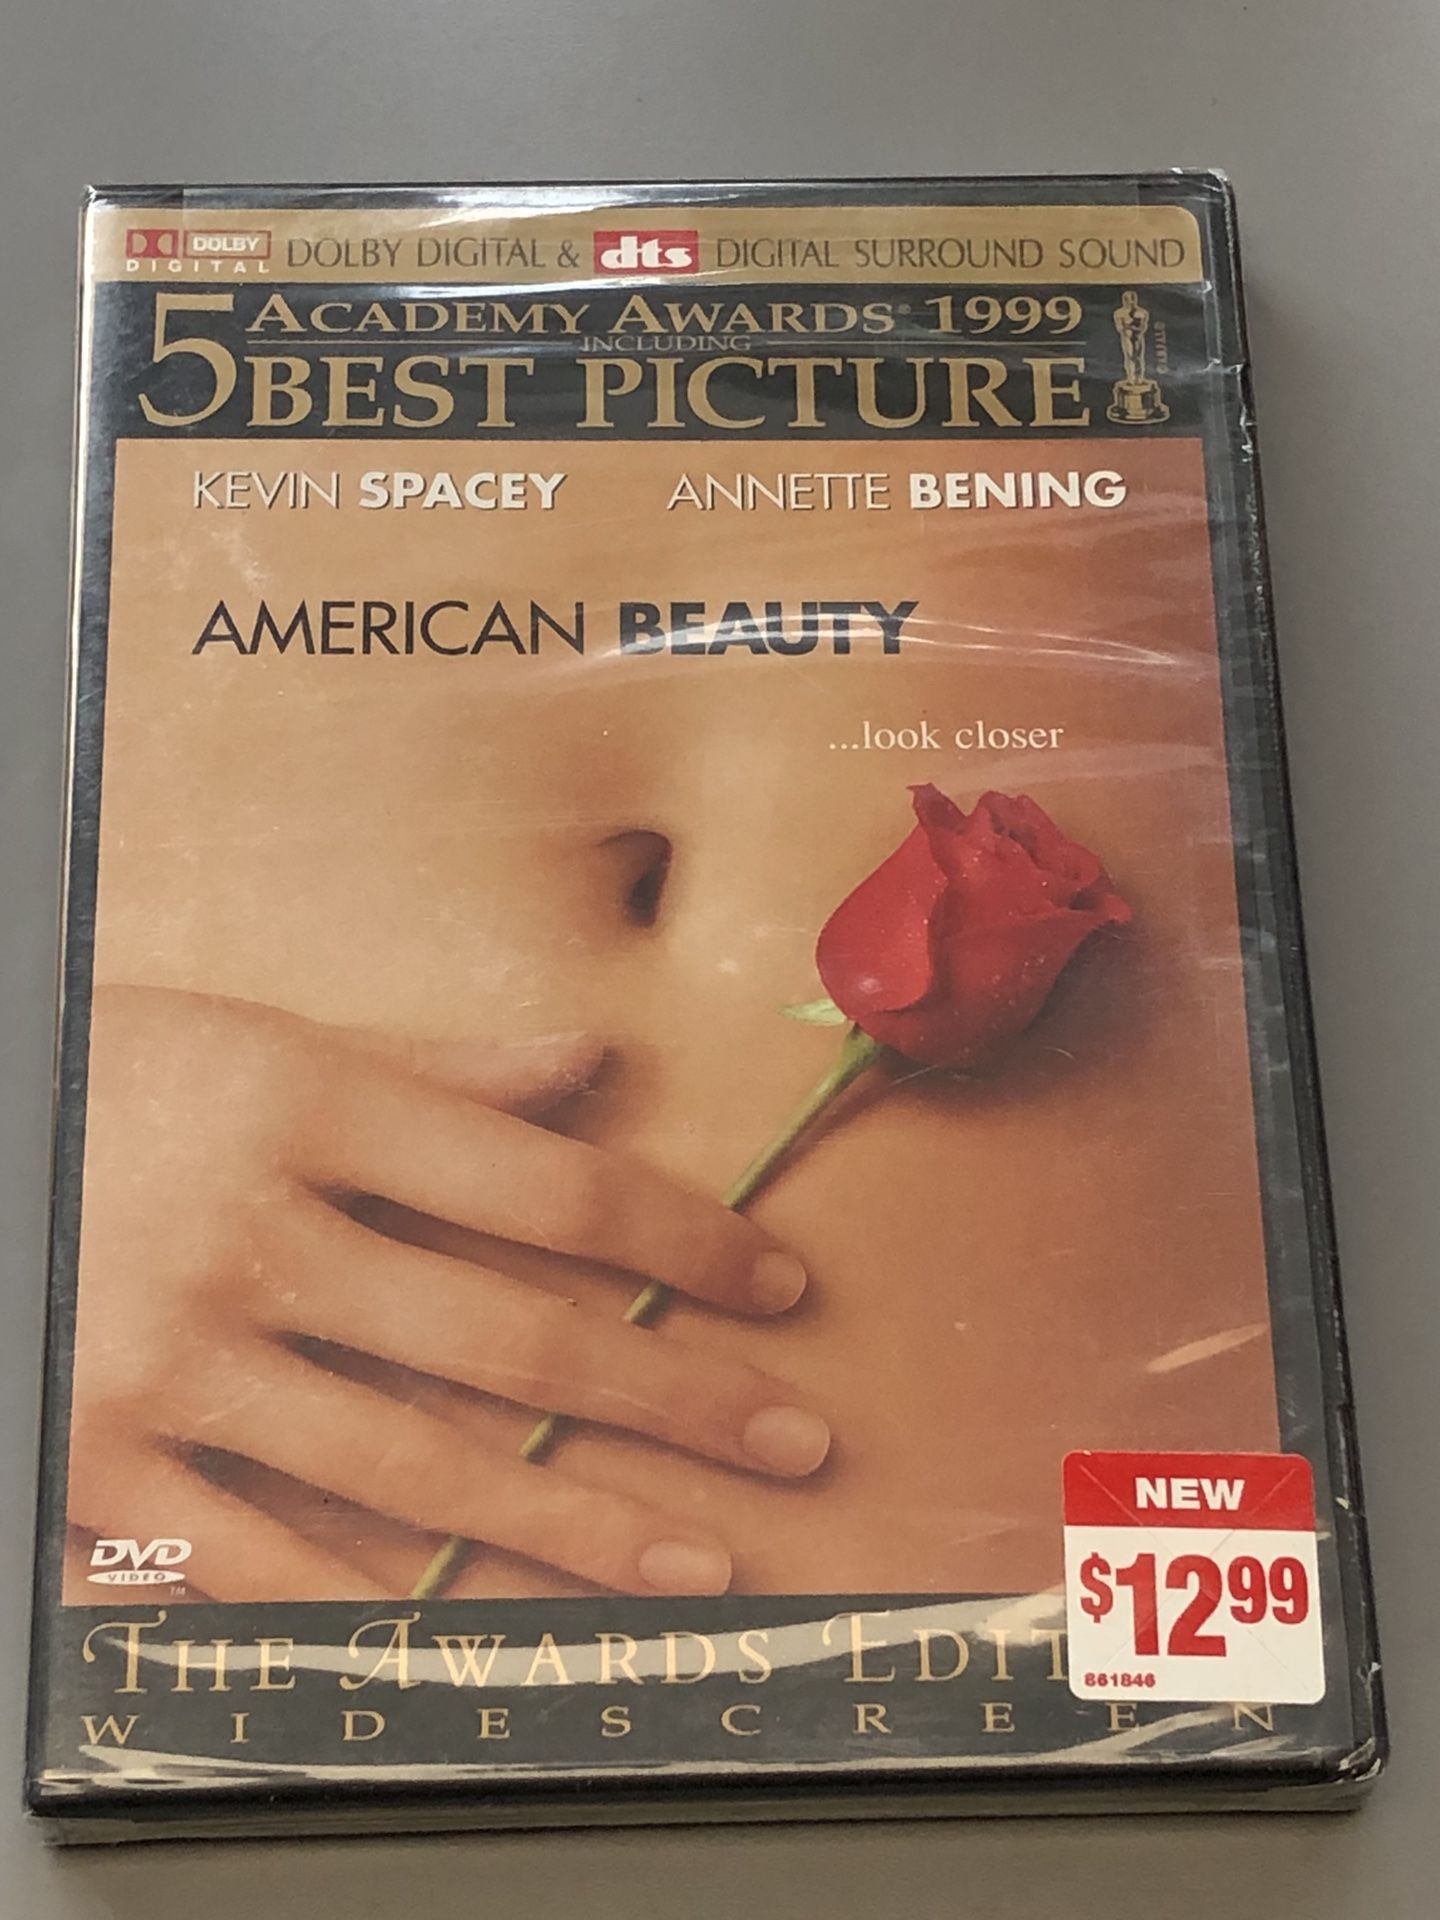 DOLBY
DIGITAL
DOLBY DIGITAL & dts DIGITAL SURROUND SOUND
5 ACADEMY AWARDS® 1999
INCLUDING
BEST PICTURE
KEVIN SPACEY ANNETTE BENING
AMERICAN BEAUTY
...look closer
NEW
$12.99
861846
DVD
VIDEO
TM
THE AWARDS EDIT
WIDESCREEN